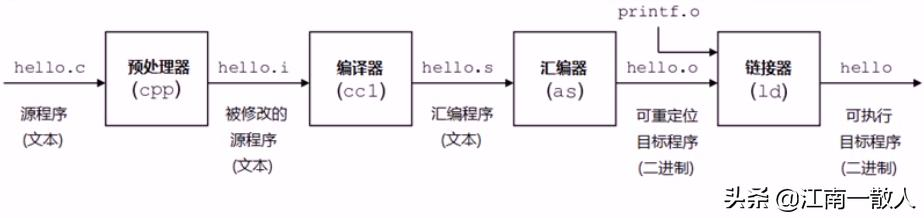 printf.o
hello.c
预处理器
(cpp)
hello.i
编译器
(cc1)
hello.s
汇编器
(as)
hello.o
链接器
(ld)
hello
源程序
(文本)
被修改的
源程序
(文本)
汇编程序
(文本)
可重定位
目标程序
(二进制)
可执行
目标程序
(二进制)
头条 @江南一散人